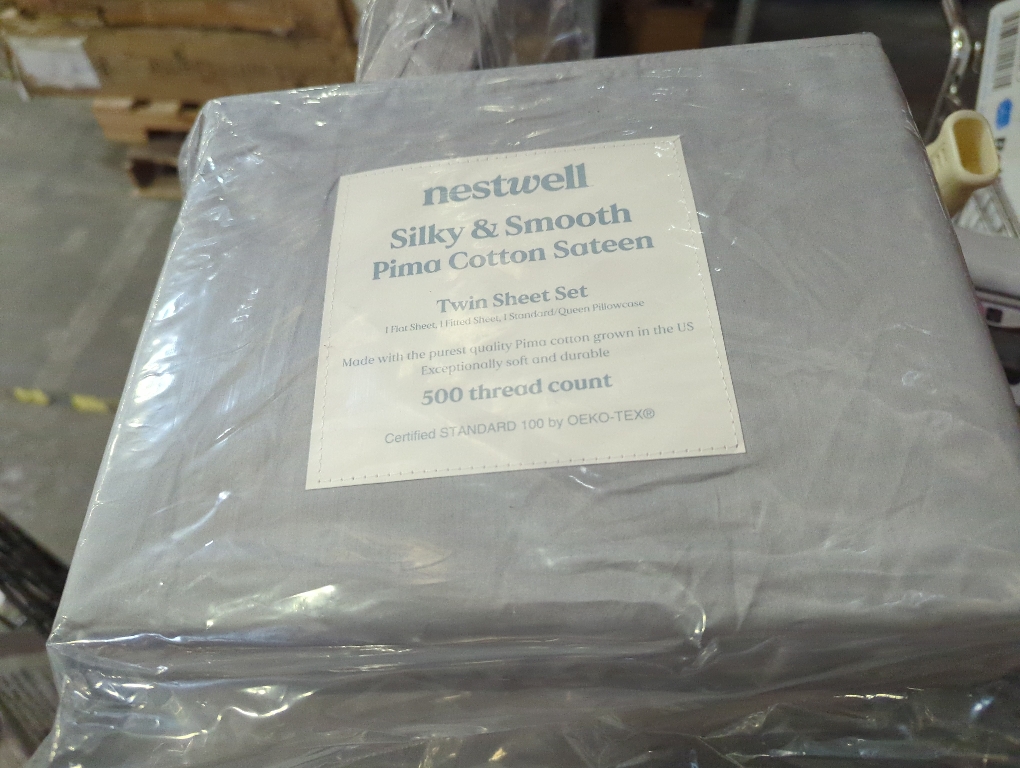 nestwell
Silky & Smooth
Pima Cotton Sateen
Twin Sheet Set
1 Flat Sheet, 1 Fitted Sheet, 1 Standard/Queen Pillowcase
Made with the purest quality Pima cotton grown in the US
Exceptionally soft and durable
500 thread count
Certified STANDARD 100 by OEKO-TEX®